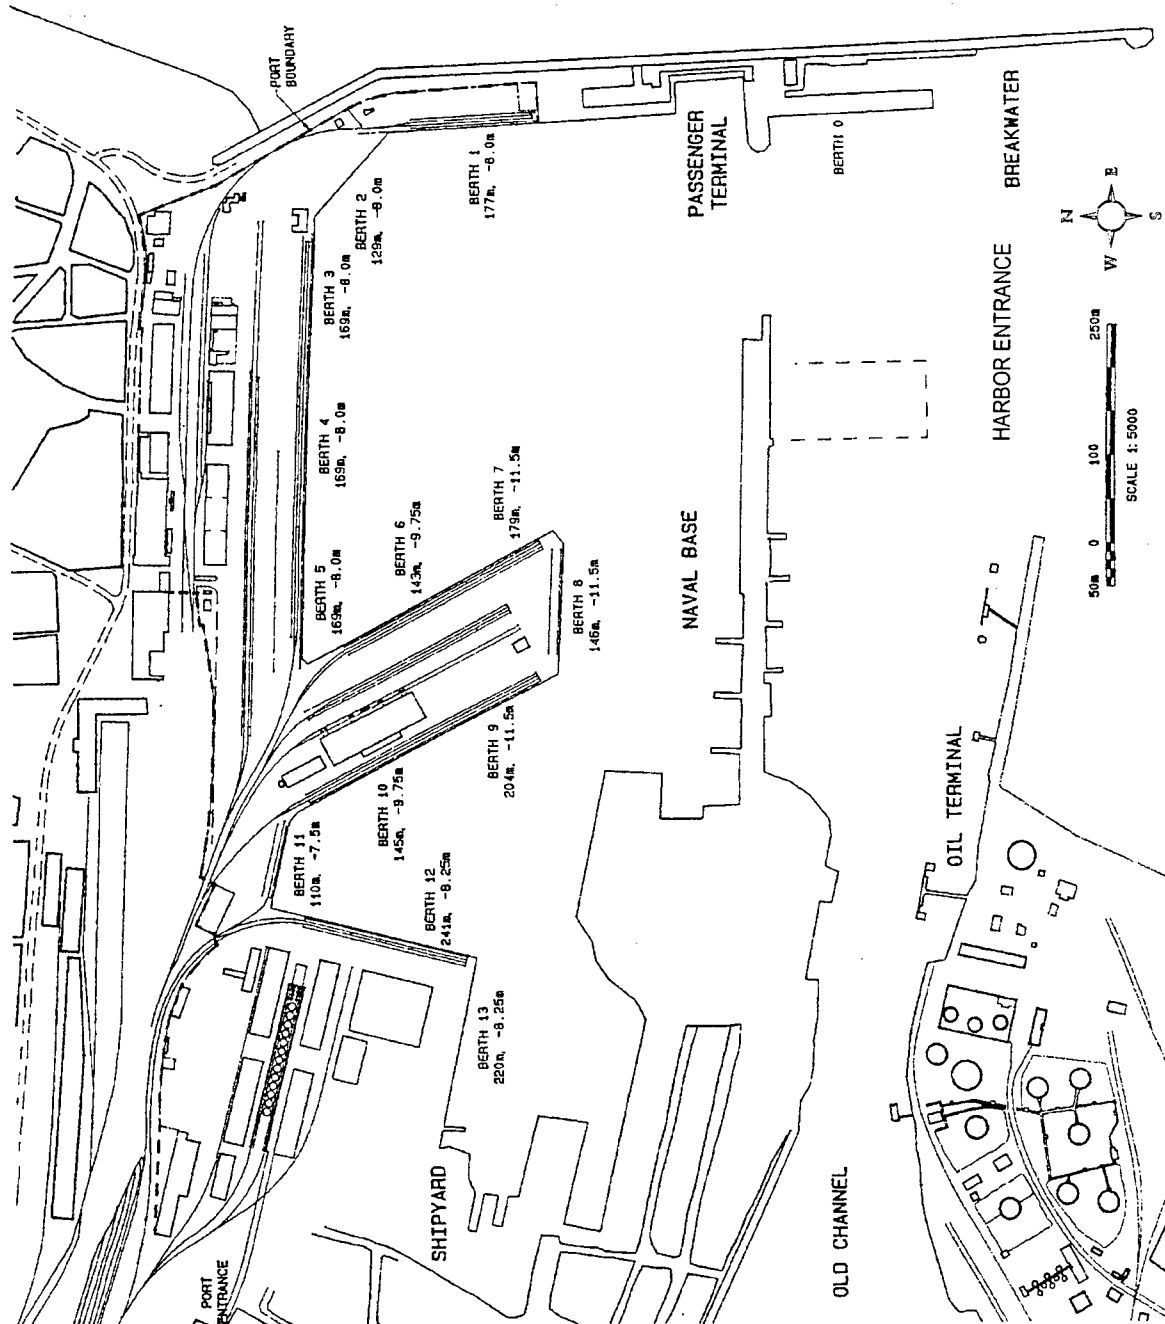 PORT
BOUNDARY
BERTH 1
177m, -8.0m
PASSENGER
TERMINAL
BERTH 0
BREAKWATER
BERTH 2
129m, -8.0m
BERTH 3
169m, -8.0m
BERTH 4
169m, -8.0m
BERTH 5
169m, -8.0m
BERTH 6
143m, -9.75m
BERTH 7
179m, -11.5m
BERTH 8
146m, -11.5m
BERTH 9
204m, -11.5m
BERTH 10
145m, -9.75m
BERTH 11
110m, -7.5m
BERTH 12
241m, -8.25m
BERTH 13
220m, -8.25m
NAVAL BASE
HARBOR ENTRANCE
N
E
S
W
50m 0 100 250m
SCALE 1:5000
OIL TERMINAL
SHIPYARD
OLD CHANNEL
PORT
ENTRANCE